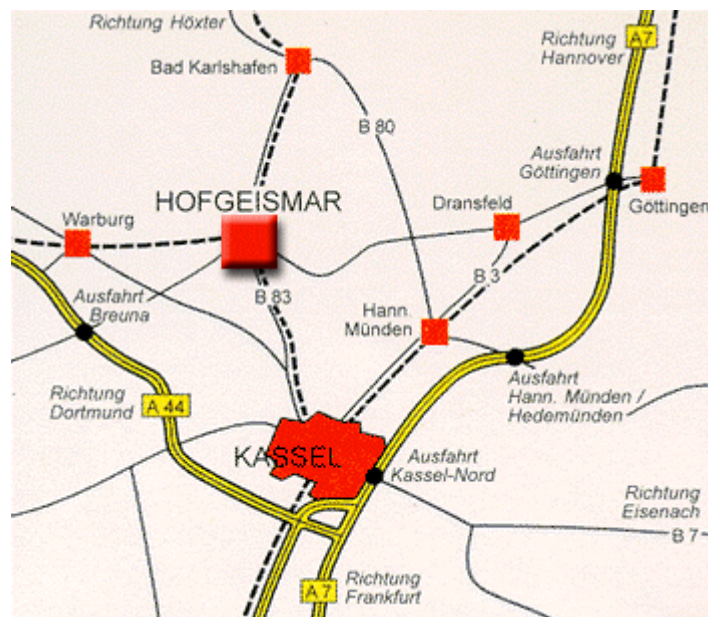 Richtung Höxter
A7
Richtung
Hannover
Bad Karlshafen
B 80
Ausfahrt
Göttingen
HOFGEISMAR
Dransfeld
Göttingen
Warburg
B 3
B 83
Ausfahrt
Breuna
Hann.
Münden
Richtung
Dortmund
A 44
Ausfahrt
Hann. Münden /
Hedemünden
KASSEL
Ausfahrt
Kassel-Nord
Richtung
Eisenach
B 7
A 7
Richtung
Frankfurt